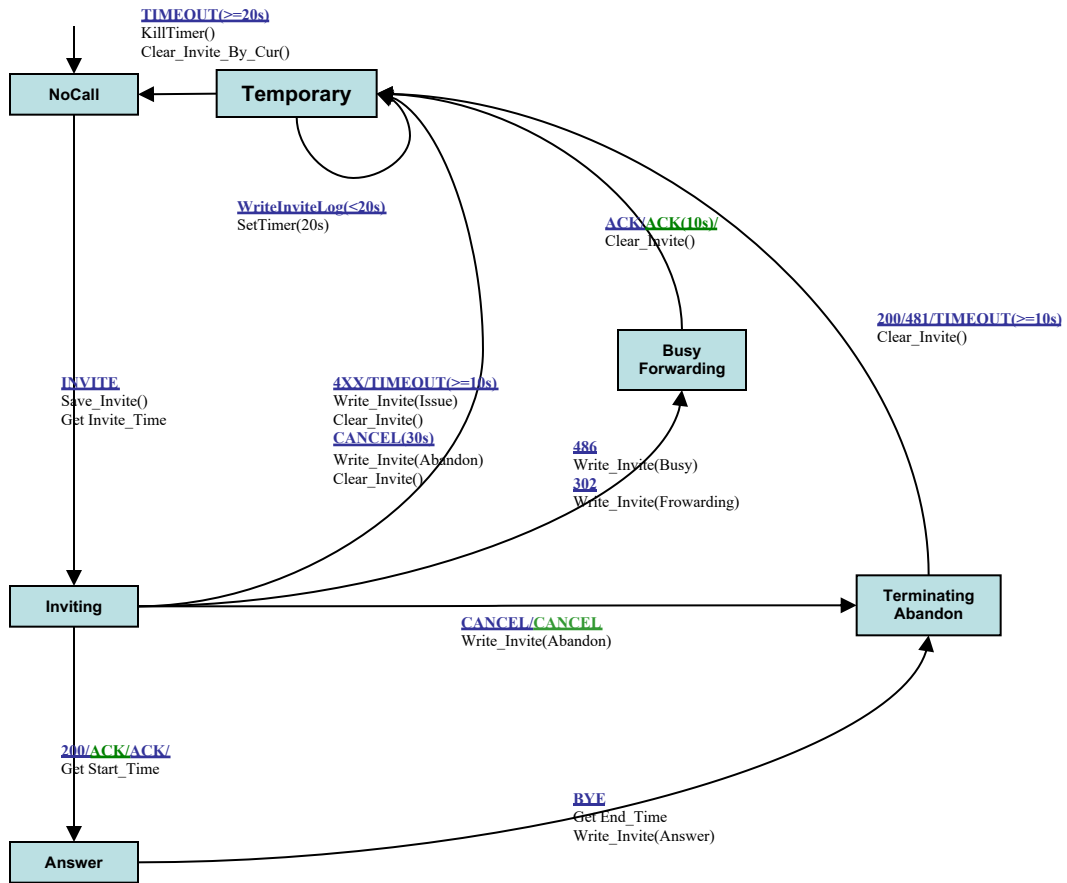 TIMEOUT(>=20s)
KillTimer()
Clear_Invite_By_Cur()
NoCall
Temporary
WriteInviteLog(<20s)
SetTimer(20s)
ACK/ACK(10s)/
Clear_Invite()
200/481/TIMEOUT(>=10s)
Clear_Invite()
Busy
Forwarding
INVITE
Save_Invite()
Get Invite_Time
4XX/TIMEOUT(>=10s)
Write_Invite(Issue)
Clear_Invite()
CANCEL(30s)
Write_Invite(Abandon)
Clear_Invite()
486
Write_Invite(Busy)
302
Write_Invite(Frowarding)
Inviting
Terminating
Abandon
CANCEL/CANCEL
Write_Invite(Abandon)
200/ACK/ACK/
Get Start_Time
BYE
Get End_Time
Write_Invite(Answer)
Answer